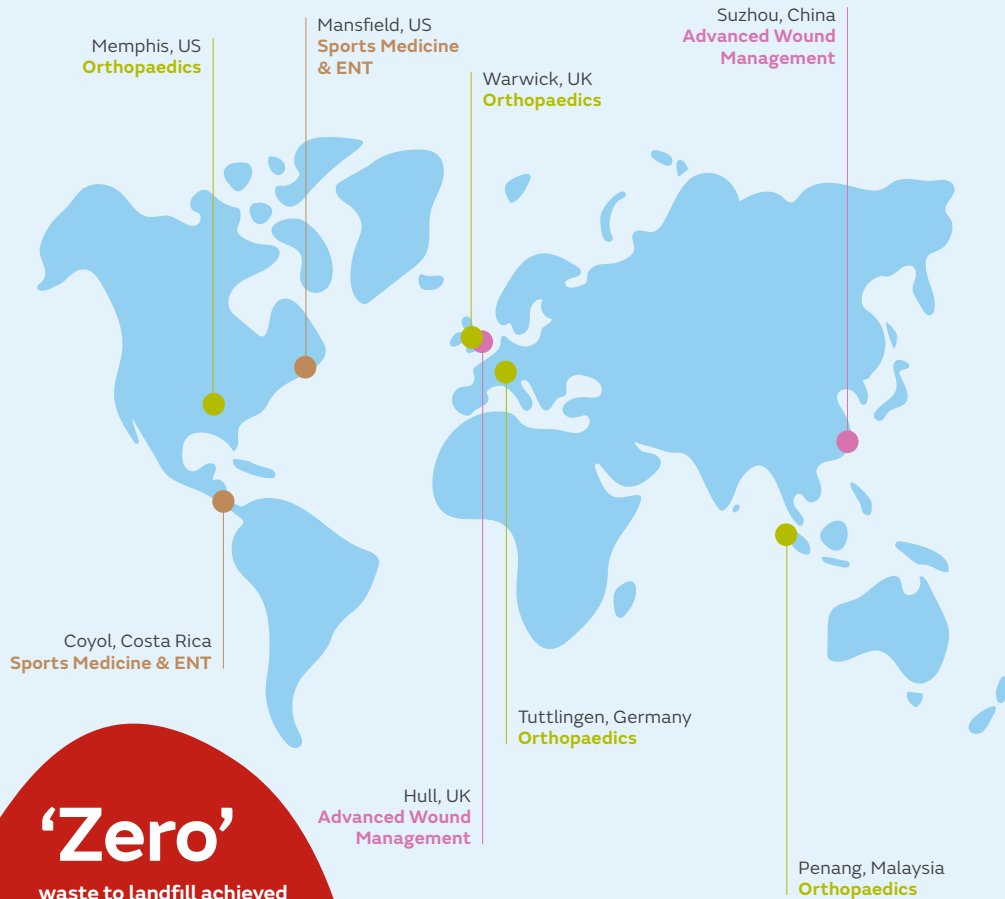 Memphis, US
Orthopaedics
Mansfield, US
Sports Medicine
& ENT
Warwick, UK
Orthopaedics
Suzhou, China
Advanced Wound
Management
Coyol, Costa Rica
Sports Medicine & ENT
Tuttlingen, Germany
Orthopaedics
Hull, UK
Advanced Wound
Management
Penang, Malaysia
Orthopaedics
‘Zero’
waste to landfill achieved